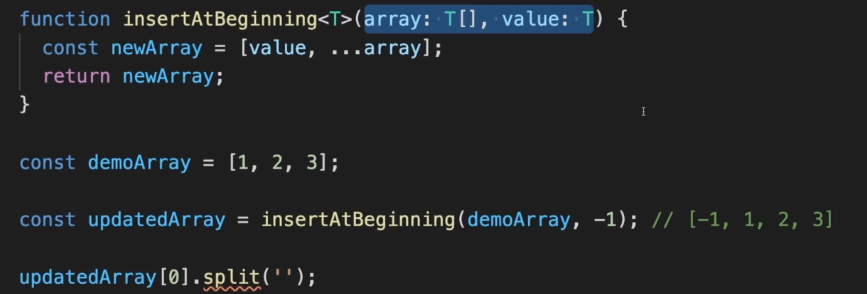 function insertAtBeginning<T>(array: T[], value: T) {
  const newArray = [value, ...array];
  return newArray;
}
const demoArray = [1, 2, 3];
const updatedArray = insertAtBeginning(demoArray, -1); // [-1, 1, 2, 3]
updatedArray[0].split('');